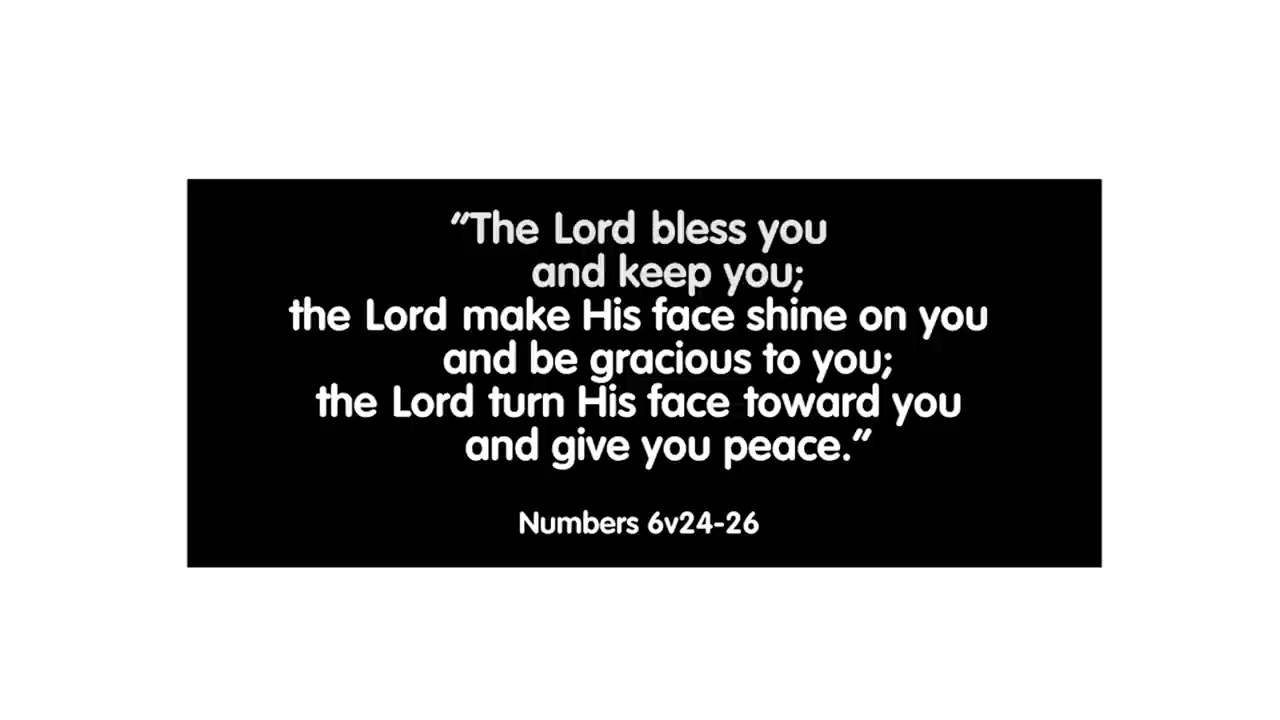 “The Lord bless you
and keep you;
the Lord make His face shine on you
and be gracious to you;
the Lord turn His face toward you
and give you peace.”
Numbers 6v24-26